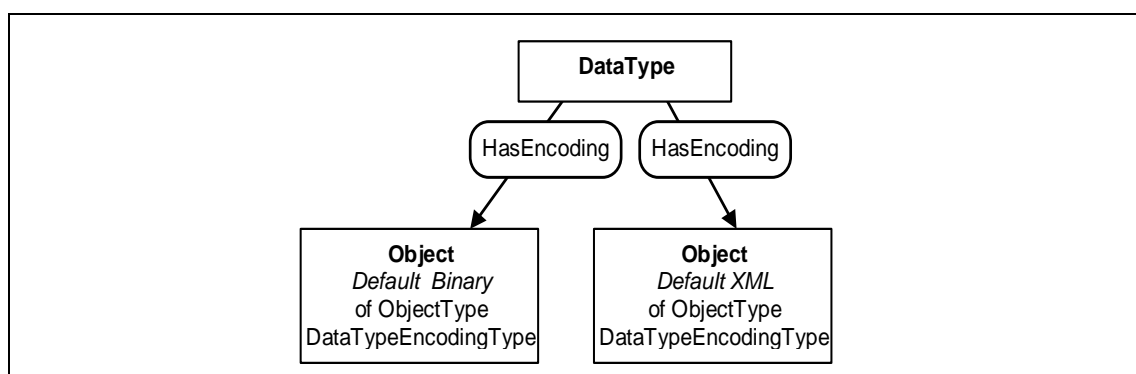 DataType
HasEncoding
HasEncoding
Object
Default Binary
of ObjectType
DataTypeEncodingType
Object
Default XML
of ObjectType
DataTypeEncodingType